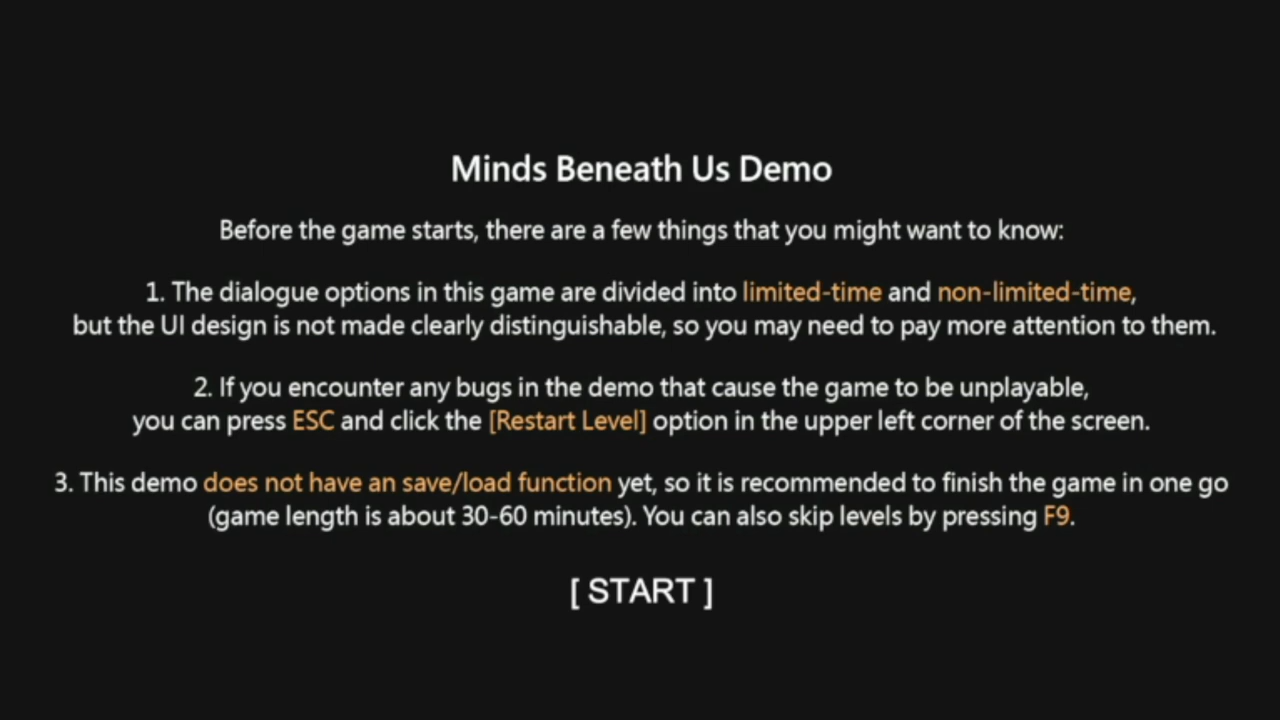 Minds Beneath Us Demo
Before the game starts, there are a few things that you might want to know:
1. The dialogue options in this game are divided into limited-time and non-limited-time,
but the UI design is not made clearly distinguishable, so you may need to pay more attention to them.
2. If you encounter any bugs in the demo that cause the game to be unplayable,
you can press ESC and click the [Restart Level] option in the upper left corner of the screen.
3. This demo does not have an save/load function yet, so it is recommended to finish the game in one go
(game length is about 30-60 minutes). You can also skip levels by pressing F9.
[ START ]